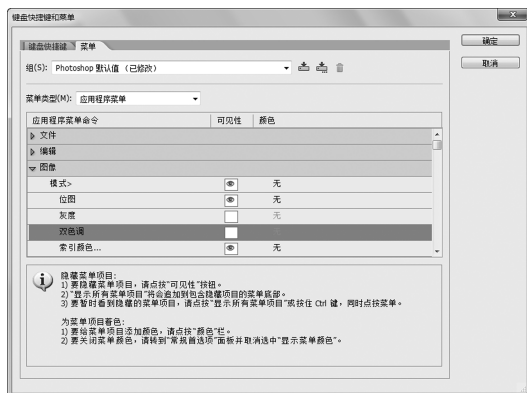 键盘快捷键和菜单
键盘快捷键 菜单
确定
组(S): Photoshop 默认值 (已修改)
取消
菜单类型(M): 应用程序菜单
应用程序菜单命令 可见性 颜色
文件
编辑
图像
模式>
位图 无
灰度 无
双色调
索引颜色... 无
隐藏菜单项目:
1) 要隐藏菜单项目，请点按“可见性”按钮。
2)“显示所有菜单项目”将会追加到包含隐藏项目的菜单底部。
3) 要暂时看到隐藏的菜单项目，请点按“显示所有菜单项目”或按住 Ctrl 键，同时点按菜单。
为菜单项目着色:
1) 要给菜单项目添加颜色，请点按“颜色”栏。
2) 要关闭菜单颜色，请转到“常规首选项”面板并取消选中“显示菜单颜色”。